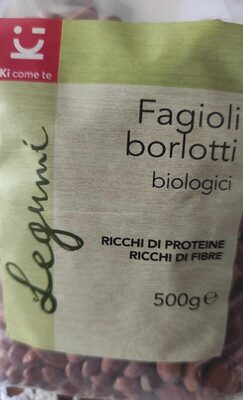 Ki
Ki come te
Legumi
Fagioli
borlotti
biologici
RICCHI DI PROTEINE
RICCHI DI FIBRE
500g e